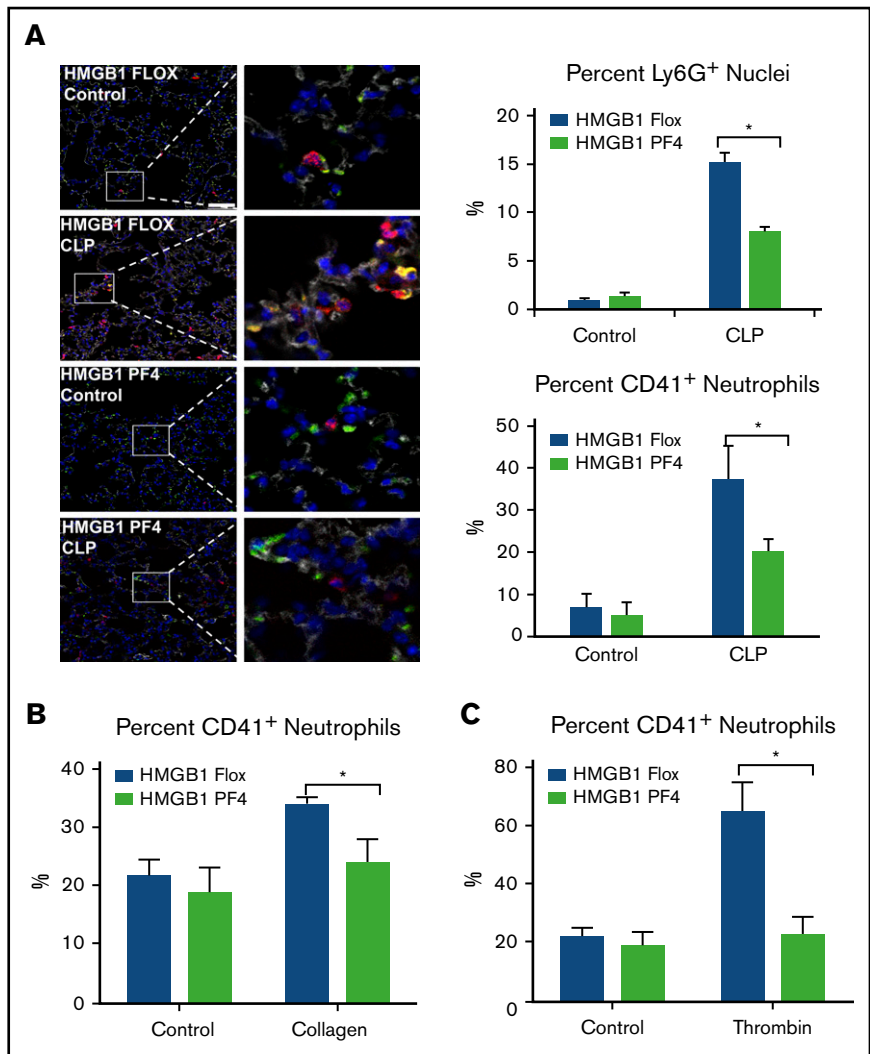 A
HMGB1 FLOX
Control
HMGB1 FLOX
CLP
HMGB1 PF4
Control
HMGB1 PF4
CLP
Percent Ly6G⁺ Nuclei
HMGB1 Flox
HMGB1 PF4
*
%
20
15
10
5
0
Control
CLP
Percent CD41⁺ Neutrophils
HMGB1 Flox
HMGB1 PF4
*
%
50
40
30
20
10
0
Control
CLP
B
Percent CD41⁺ Neutrophils
HMGB1 Flox
HMGB1 PF4
*
%
40
30
20
10
0
Control
Collagen
C
Percent CD41⁺ Neutrophils
HMGB1 Flox
HMGB1 PF4
*
%
80
60
40
20
0
Control
Thrombin